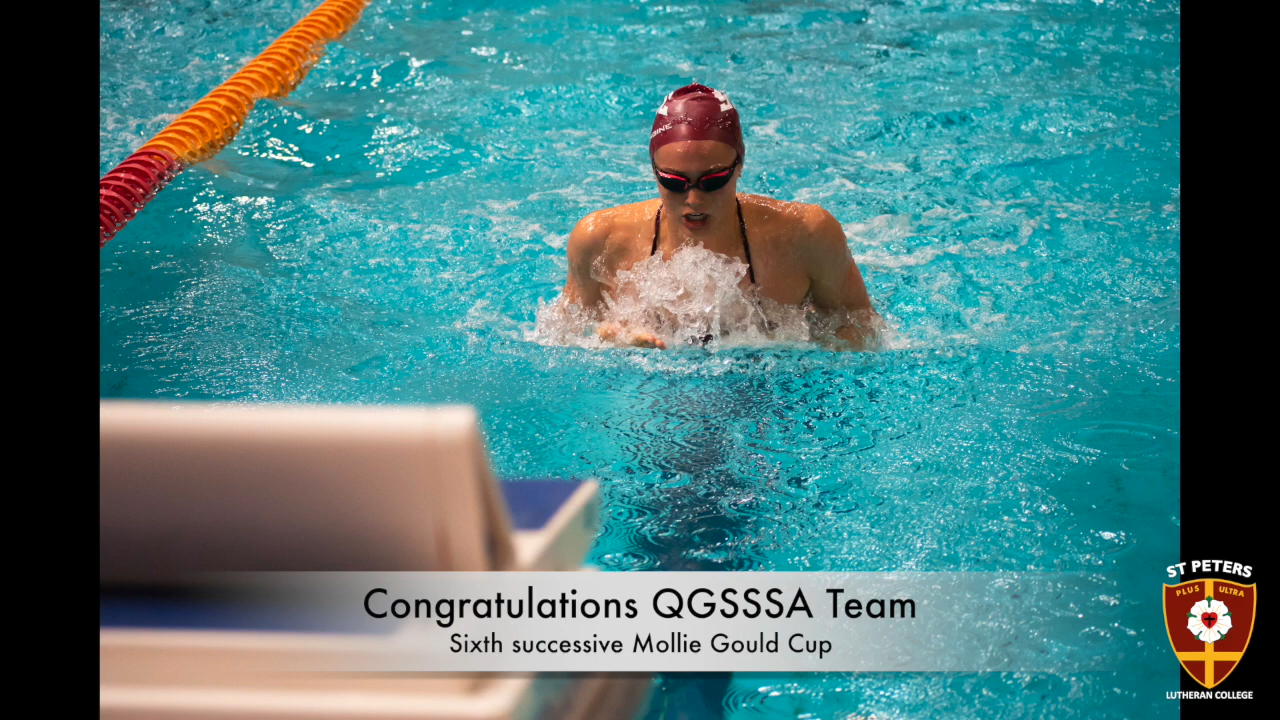 Congratulations QGSSSA Team
Sixth successive Mollie Gould Cup
ST PETERS
PLUS ULTRA
LUTHERAN COLLEGE